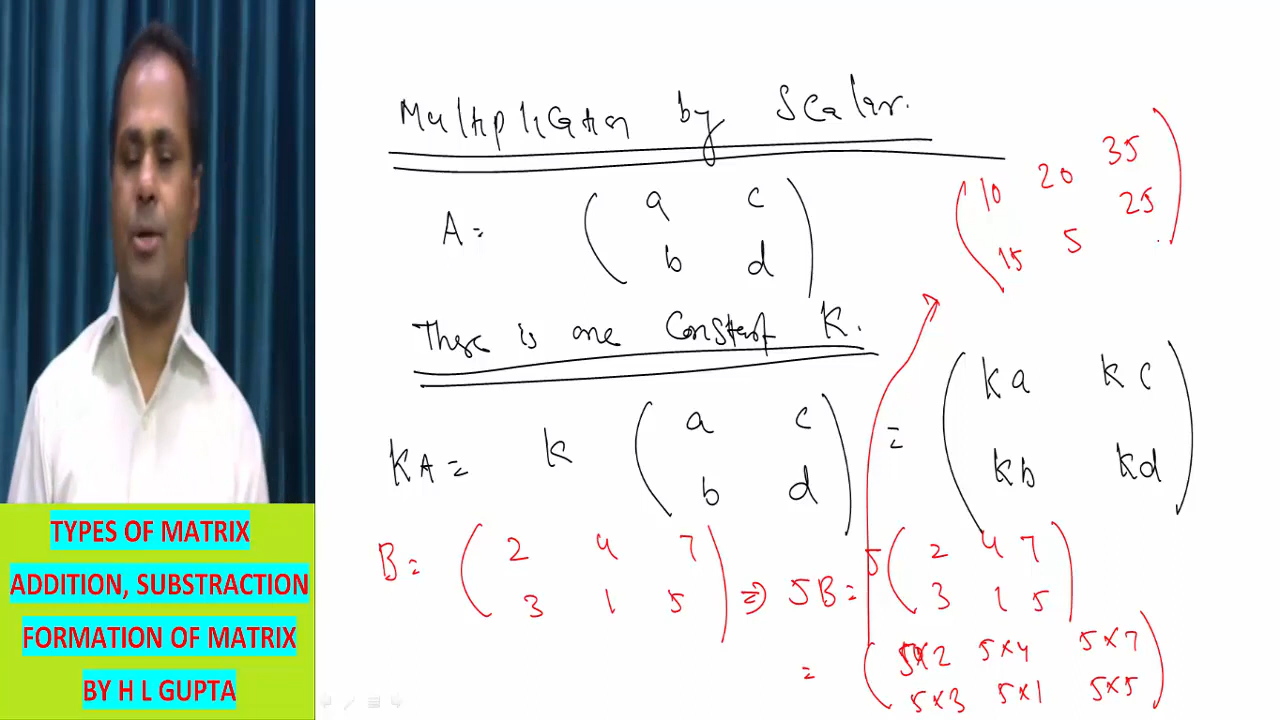 Multiplication by Scalar.
A = ( a c
b d )
There is one Constant K.
KA = K ( a c
b d ) = ( ka kc
kb kd )
B = ( 2 4 7
3 1 5 ) ⇒ 5B = 5 ( 2 4 7
3 1 5 )
= ( 5×2 5×4 5×7
5×3 5×1 5×5 )
( 10 20 35
15 5 25 )
TYPES OF MATRIX
ADDITION, SUBSTRACTION
FORMATION OF MATRIX
BY H L GUPTA